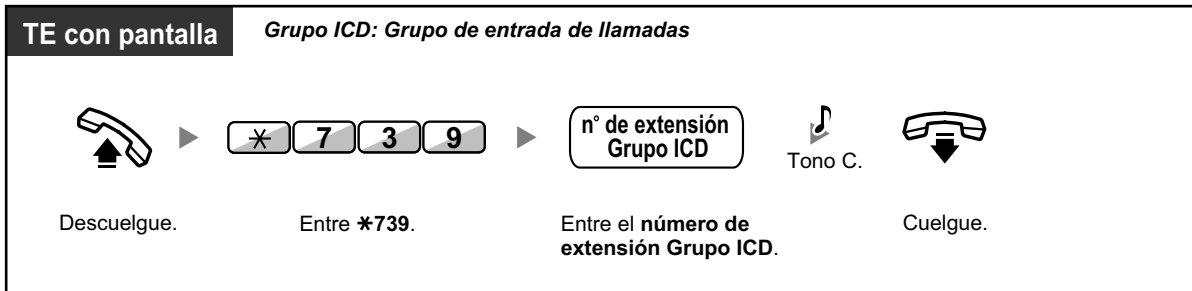 TE con pantalla
Grupo ICD: Grupo de entrada de llamadas
* 7 3 9
n° de extensión
Grupo ICD
Tono C.
Descuelgue.
Entre *739.
Entre el número de
extensión Grupo ICD.
Cuelgue.